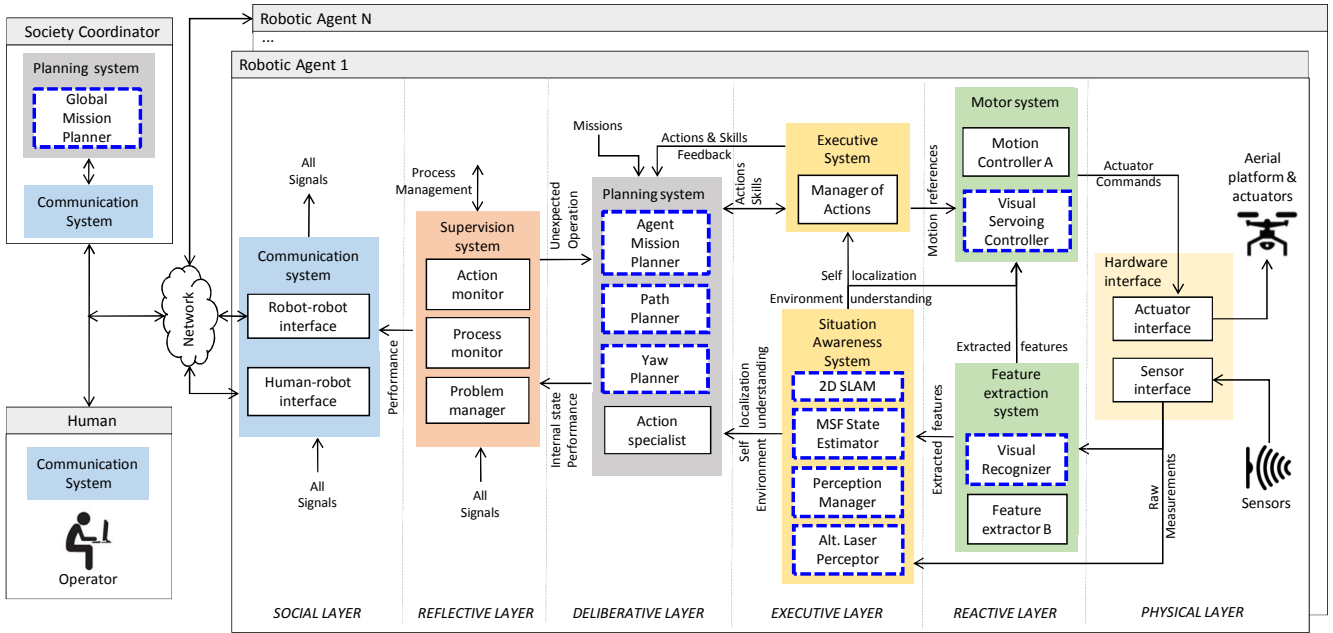 Robotic Agent N
...
Robotic Agent 1
Society Coordinator
Planning system
Global
Mission
Planner
Communication
System
Human
Communication
System
Operator
Network
All
Signals
Communication
system
Robot-robot
interface
Human-robot
interface
All
Signals
SOCIAL LAYER
Performance
Process
Management
Supervision
system
Action
monitor
Process
monitor
Problem
manager
All
Signals
REFLECTIVE LAYER
Unexpected
Operation
Internal state
Performance
Missions
Planning system
Agent
Mission
Planner
Path
Planner
Yaw
Planner
Action
specialist
DELIBERATIVE LAYER
Actions & Skills
Feedback
Actions
Skills
Self localization
Environment understanding
Executive
System
Manager of
Actions
Self localization
Environment understanding
Situation
Awareness
System
2D SLAM
MSF State
Estimator
Perception
Manager
Alt. Laser
Perceptor
EXECUTIVE LAYER
Motion references
Extracted features
Motor system
Motion
Controller A
Visual
Servoing
Controller
Extracted features
Feature
extraction
system
Visual
Recognizer
Feature
extractor B
REACTIVE LAYER
Actuator
Commands
Hardware
interface
Actuator
interface
Sensor
interface
Raw
Measurements
Aerial
platform &
actuators
Sensors
PHYSICAL LAYER